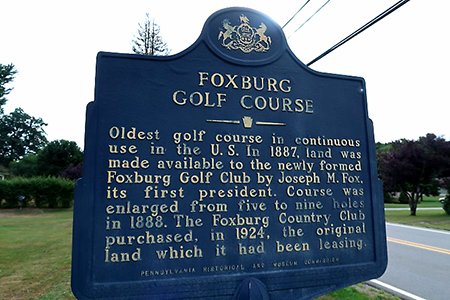 FOXBURG
GOLF COURSE
Oldest golf course in continuous
use in the U.S. In 1887, land was
made available to the newly formed
Foxburg Golf Club by Joseph M. Fox,
its first president. Course was
enlarged from five to nine holes
in 1888. The Foxburg Country Club
purchased, in 1924, the original
land which it had been leasing.
PENNSYLVANIA HISTORICAL AND MUSEUM COMMISSION